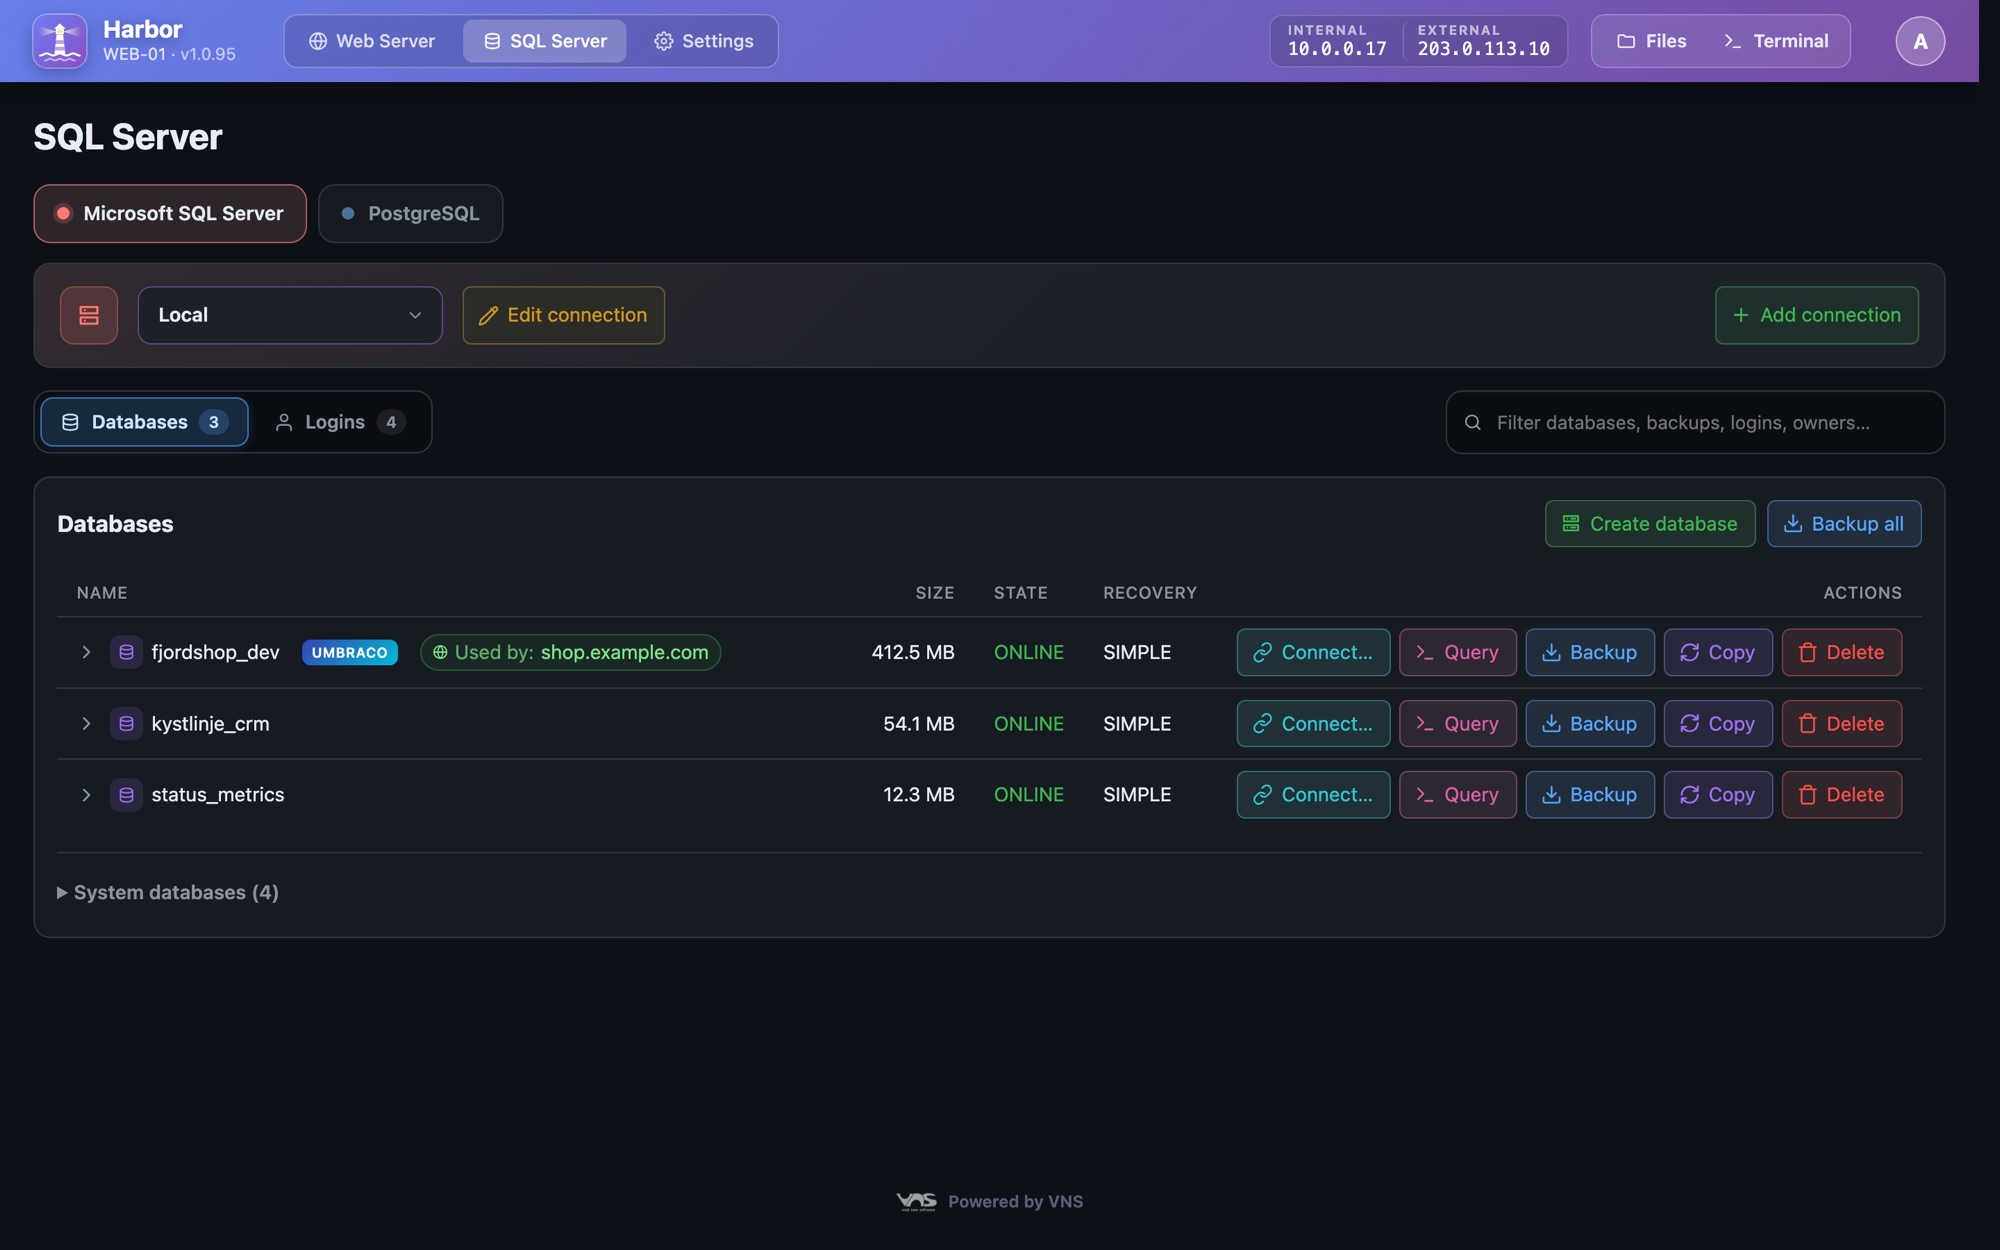 Harbor
WEB-01 · v1.0.95
Web Server
SQL Server
Settings
INTERNAL
10.0.0.17
EXTERNAL
203.0.113.10
Files
Terminal
A
SQL Server
Microsoft SQL Server
PostgreSQL
Local
Edit connection
Add connection
Databases 3
Logins 4
Filter databases, backups, logins, owners...
Databases
Create database
Backup all
NAME SIZE STATE RECOVERY ACTIONS
fjordshop_dev UMBRACO Used by: shop.example.com 412.5 MB ONLINE SIMPLE Connect... Query Backup Copy Delete
kystlinje_crm 54.1 MB ONLINE SIMPLE Connect... Query Backup Copy Delete
status_metrics 12.3 MB ONLINE SIMPLE Connect... Query Backup Copy Delete
System databases (4)
VNS Powered by VNS